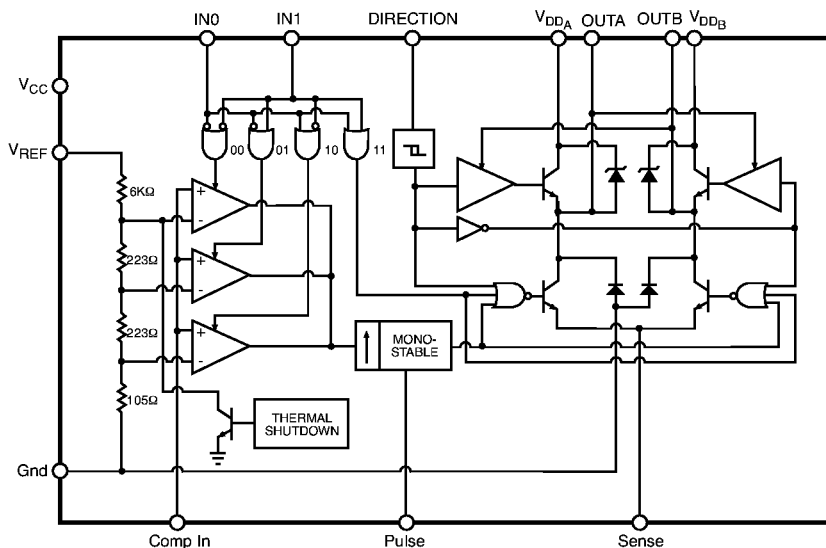 IN0
IN1
DIRECTION
VDDA
OUTA
OUTB
VDDB
VCC
VREF
00
01
10
11
6KΩ
+
-
223Ω
+
-
223Ω
+
-
MONO-
STABLE
105Ω
THERMAL
SHUTDOWN
Gnd
Comp In
Pulse
Sense